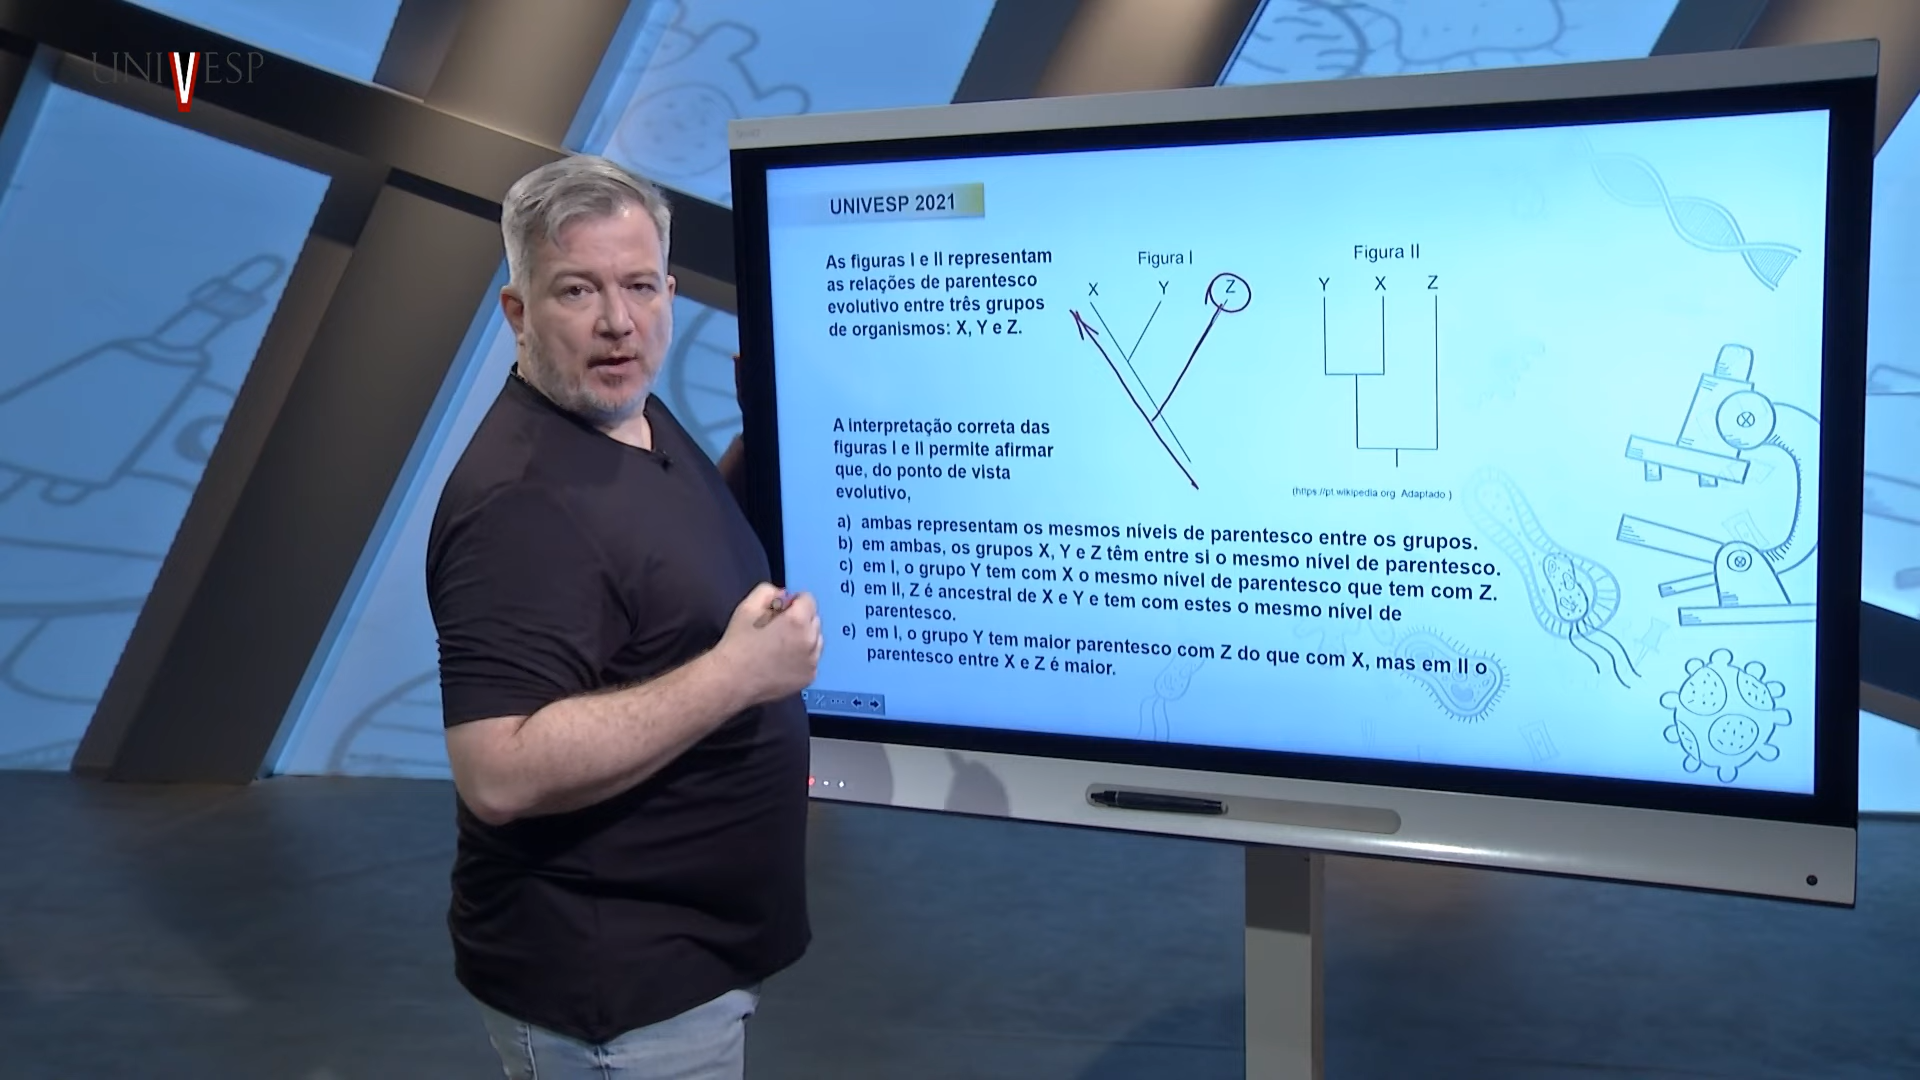 UNIVESP
UNIVESP 2021
As figuras I e II representam
as relações de parentesco
evolutivo entre três grupos
de organismos: X, Y e Z.
Figura I
X Y Z
Figura II
Y X Z
(https://pt.wikipedia.org. Adaptado.)
A interpretação correta das
figuras I e II permite afirmar
que, do ponto de vista
evolutivo,
a) ambas representam os mesmos níveis de parentesco entre os grupos.
b) em ambas, os grupos X, Y e Z têm entre si o mesmo nível de parentesco.
c) em I, o grupo Y tem com X o mesmo nível de parentesco que tem com Z.
d) em II, Z é ancestral de X e Y e tem com estes o mesmo nível de
parentesco.
e) em I, o grupo Y tem maior parentesco com Z do que com X, mas em II o
parentesco entre X e Z é maior.